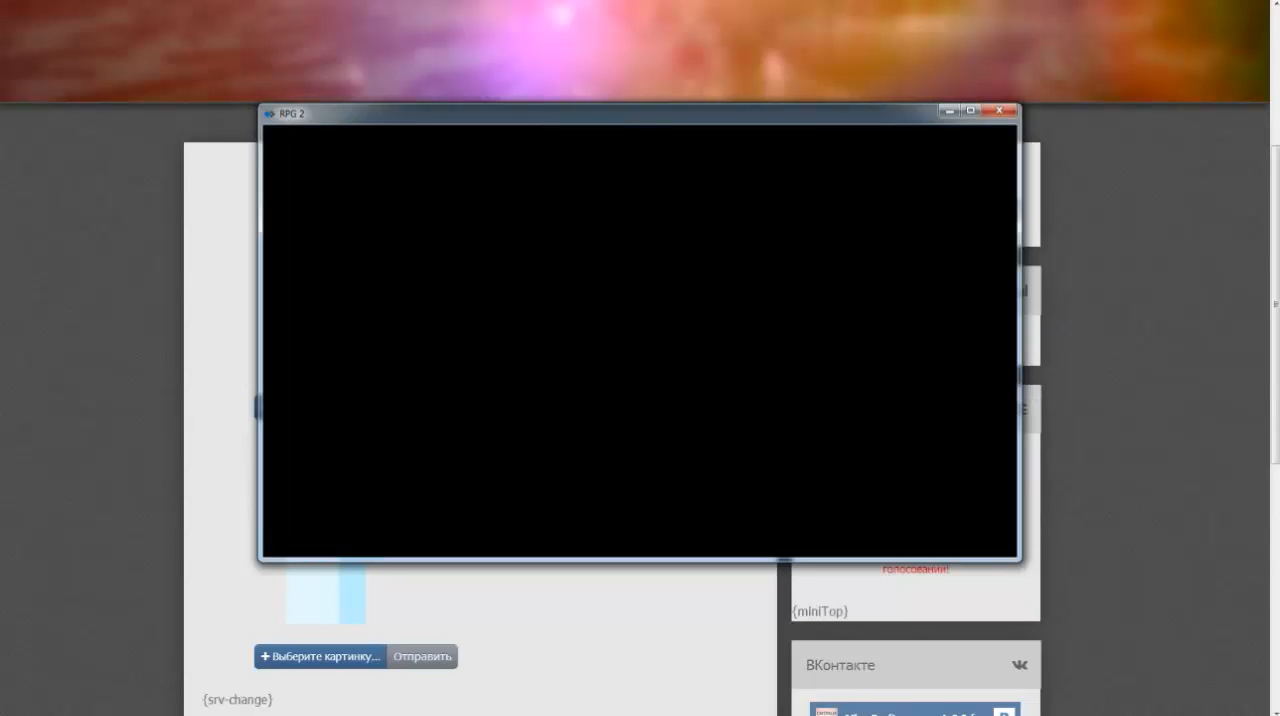 RPG 2
голосовании!
{miniTop}
+ Выберите картинку... Отправить
ВКонтакте
{srv-change}